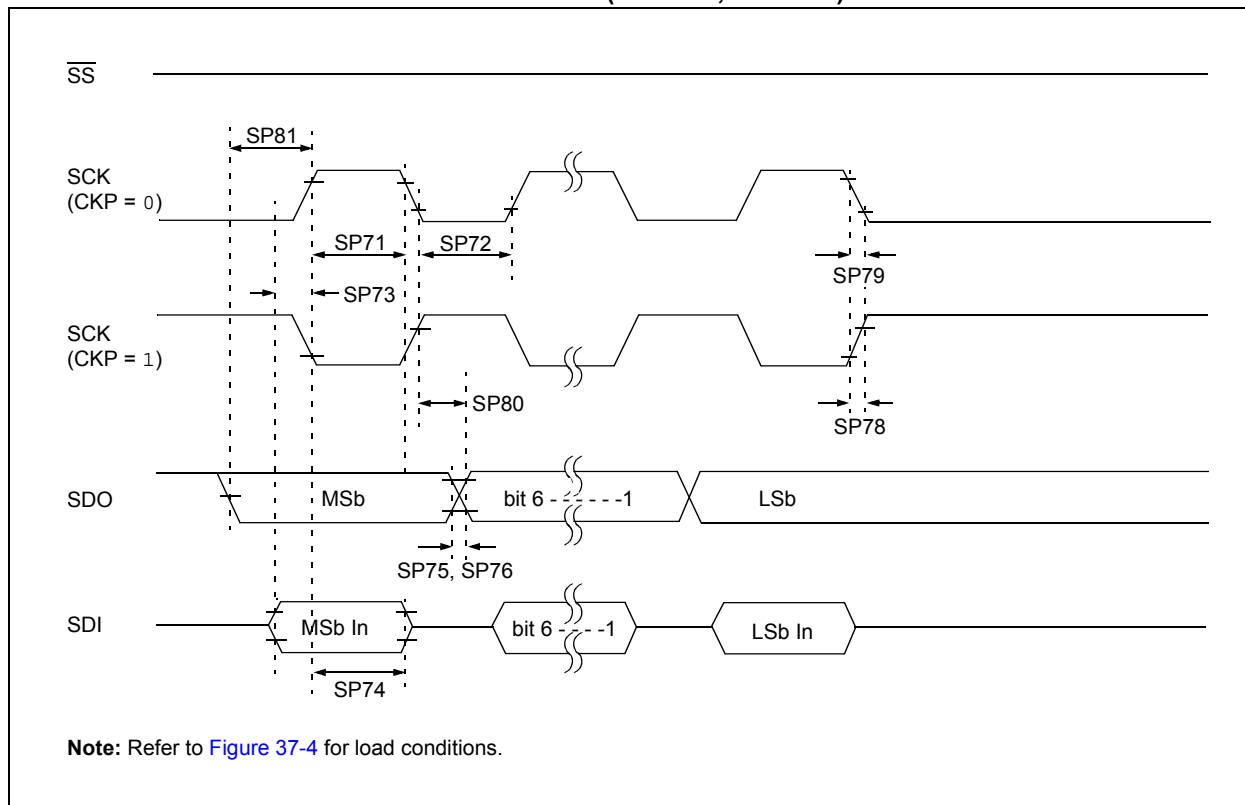 SS
SP81
SCK
(CKP = 0)
SP71
SP72
SP79
SP73
SCK
(CKP = 1)
SP80
SP78
SDO
MSb
bit 6 - - - - - - -1
LSb
SP75, SP76
SDI
MSb In
bit 6 - - - - -1
LSb In
SP74
Note: Refer to Figure 37-4 for load conditions.